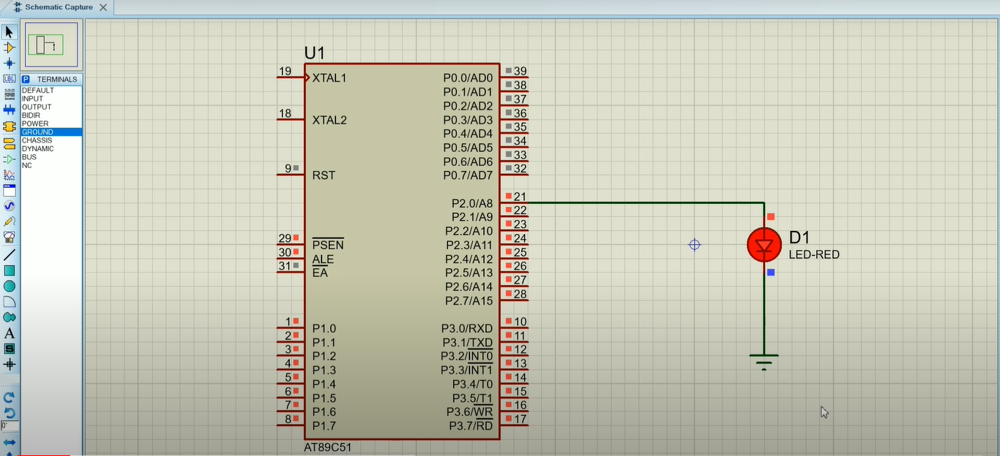 Schematic Capture
P TERMINALS
DEFAULT
INPUT
OUTPUT
BIDIR
POWER
GROUND
CHASSIS
DYNAMIC
BUS
NC
LBL
A
S
0°
U1
19 XTAL1
18 XTAL2
9 RST
29 PSEN
30 ALE
31 EA
1 P1.0
2 P1.1
3 P1.2
4 P1.3
5 P1.4
6 P1.5
7 P1.6
8 P1.7
P0.0/AD0 39
P0.1/AD1 38
P0.2/AD2 37
P0.3/AD3 36
P0.4/AD4 35
P0.5/AD5 34
P0.6/AD6 33
P0.7/AD7 32
P2.0/A8 21
P2.1/A9 22
P2.2/A10 23
P2.3/A11 24
P2.4/A12 25
P2.5/A13 26
P2.6/A14 27
P2.7/A15 28
P3.0/RXD 10
P3.1/TXD 11
P3.2/INT0 12
P3.3/INT1 13
P3.4/T0 14
P3.5/T1 15
P3.6/WR 16
P3.7/RD 17
AT89C51
D1
LED-RED